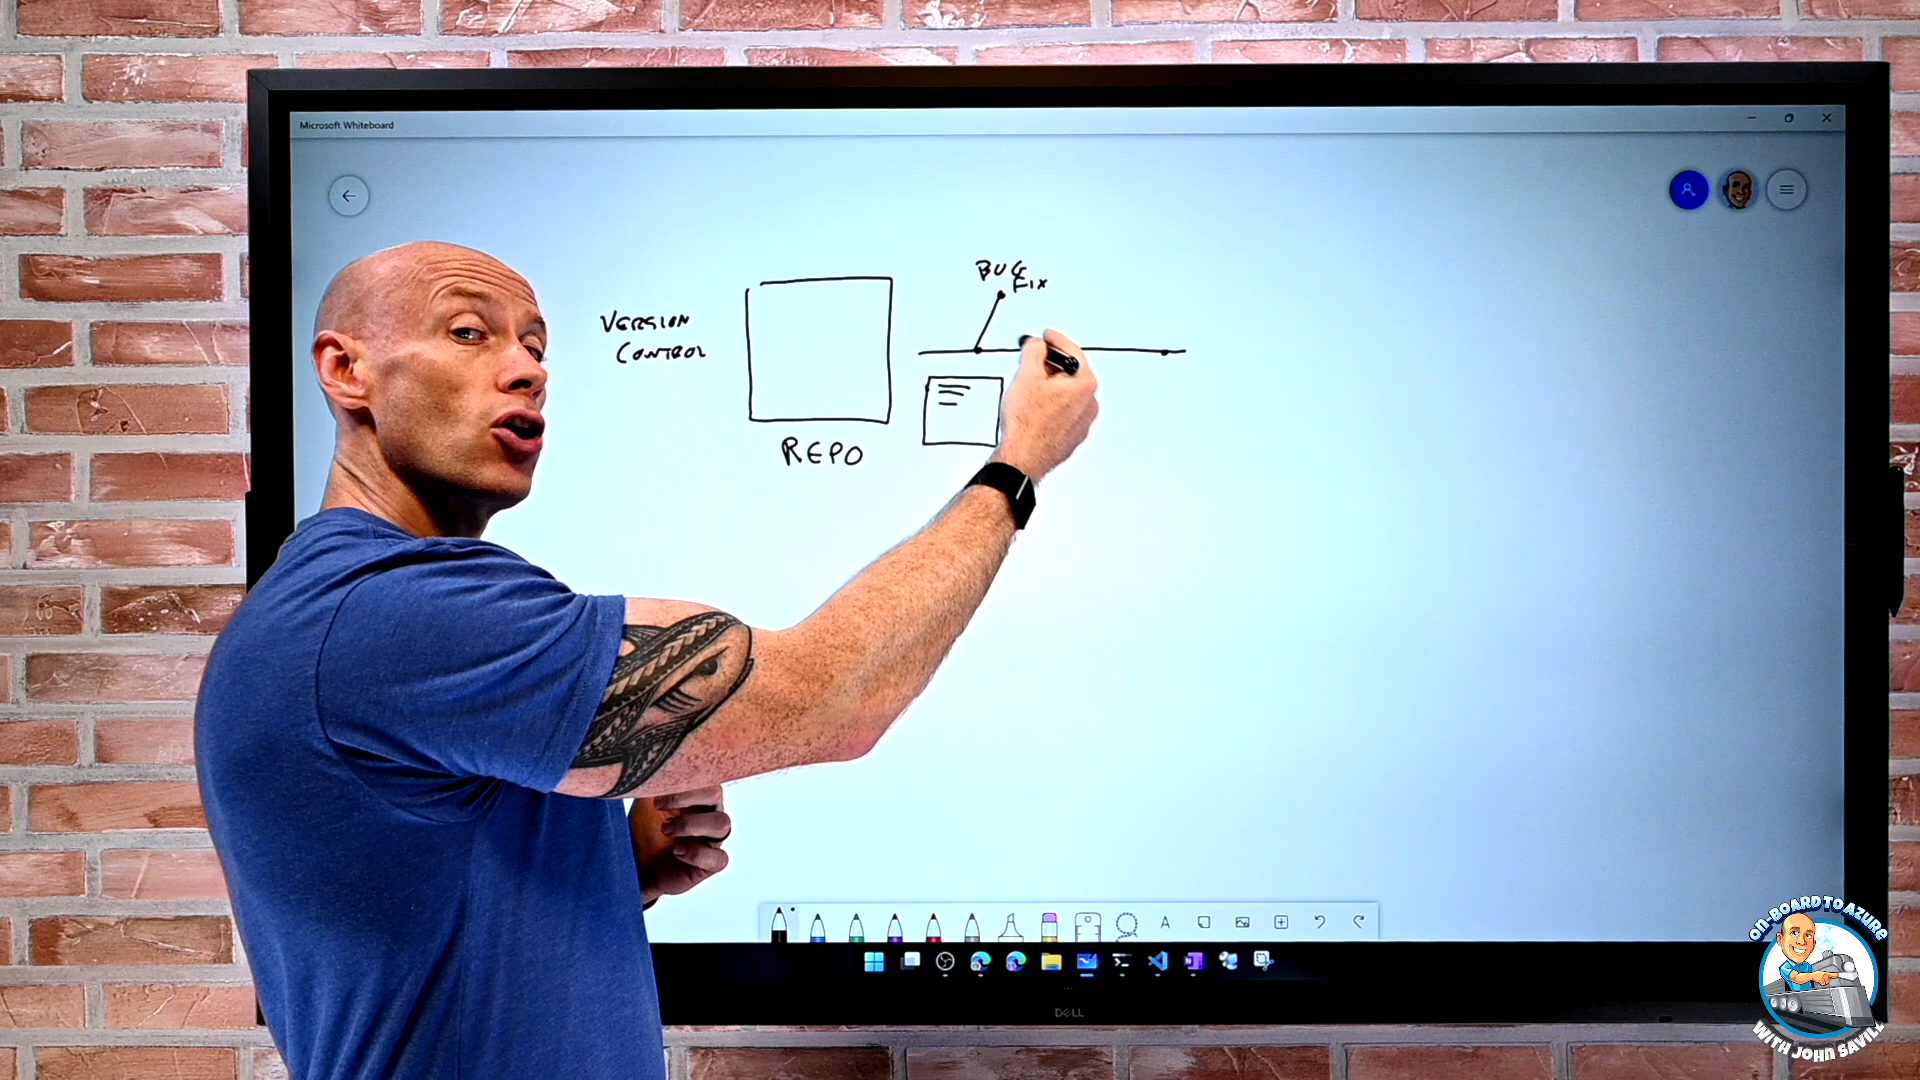 Microsoft Whiteboard
BUG
FIX
VERSION
CONTROL
REPO
A
DELL
ON-BOARD TO AZURE
WITH JOHN SAVILL